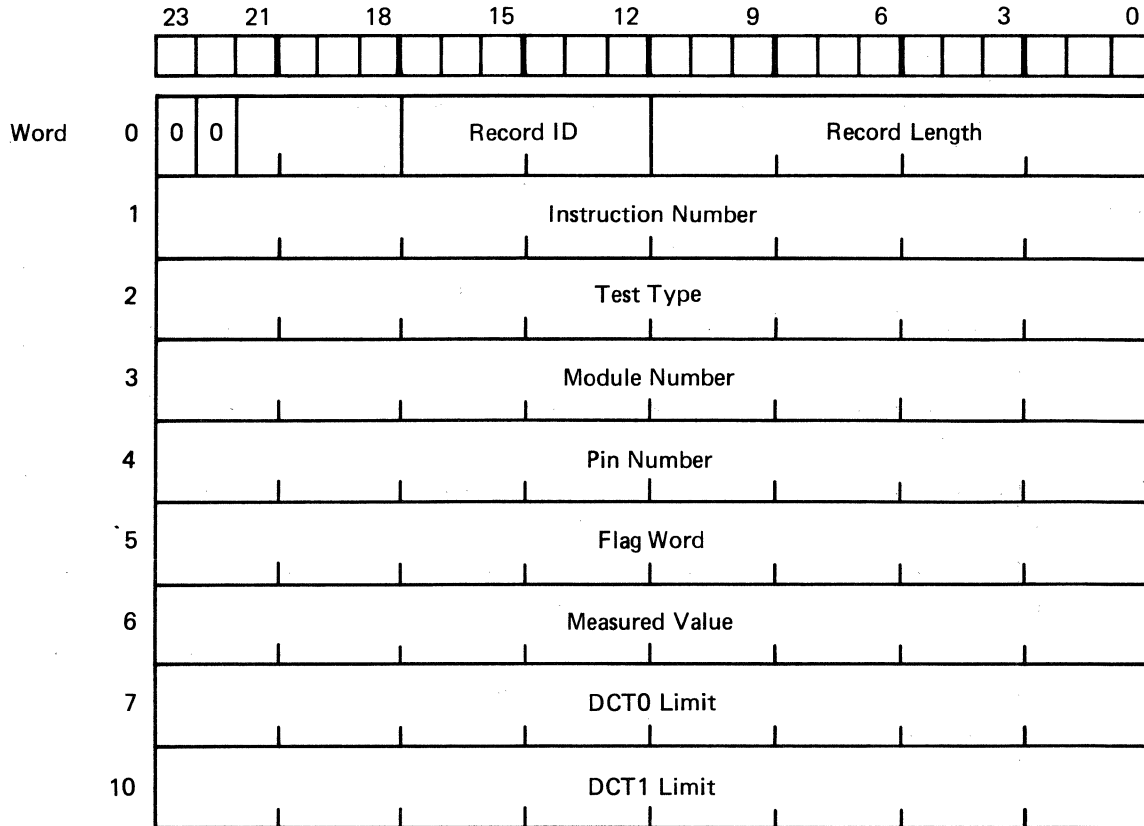 23 21 18 15 12 9 6 3 0
Word 0 0 0 Record ID Record Length
1 Instruction Number
2 Test Type
3 Module Number
4 Pin Number
5 Flag Word
6 Measured Value
7 DCT0 Limit
10 DCT1 Limit